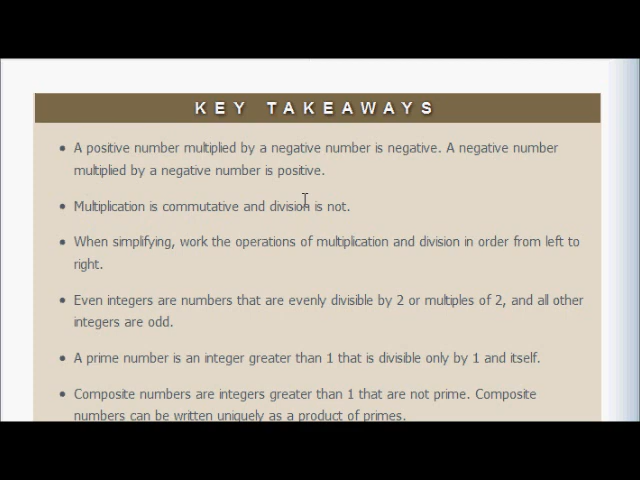 KEY TAKEAWAYS
• A positive number multiplied by a negative number is negative. A negative number
multiplied by a negative number is positive.
• Multiplication is commutative and division is not.
• When simplifying, work the operations of multiplication and division in order from left to
right.
• Even integers are numbers that are evenly divisible by 2 or multiples of 2, and all other
integers are odd.
• A prime number is an integer greater than 1 that is divisible only by 1 and itself.
• Composite numbers are integers greater than 1 that are not prime. Composite
numbers can be written uniquely as a product of primes.